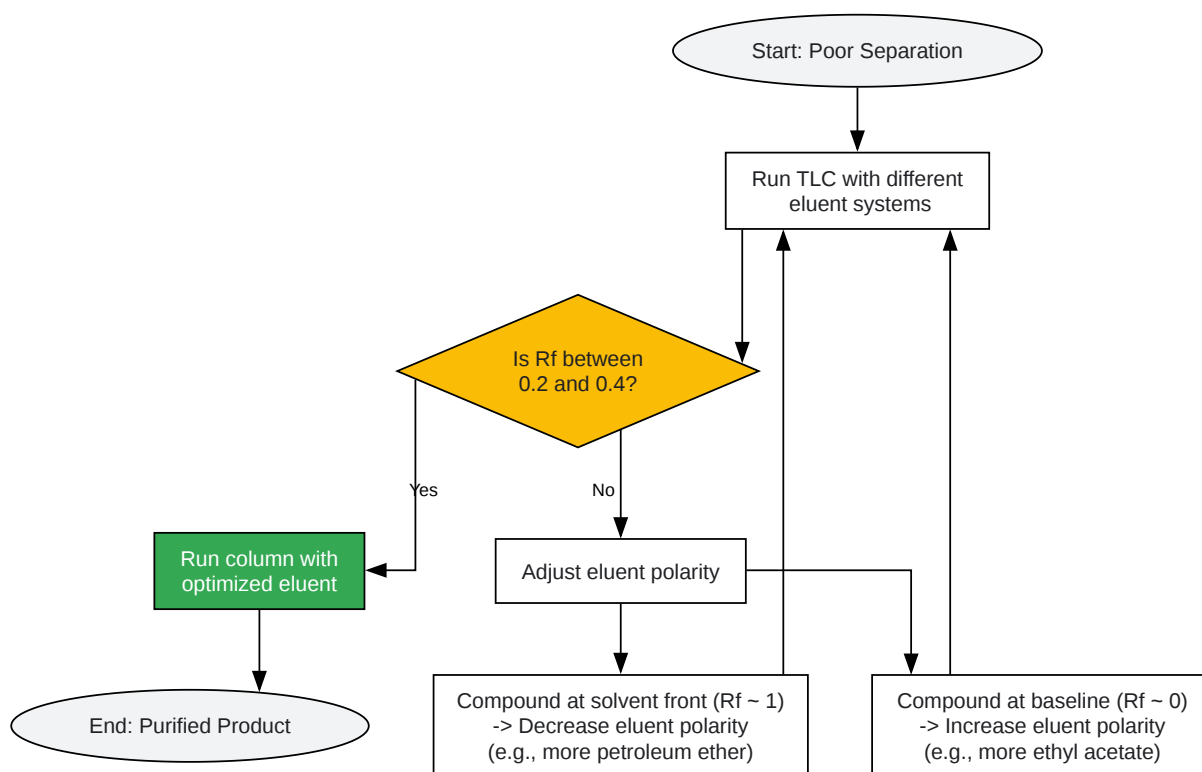 Start: Poor Separation
Run TLC with different
eluent systems
Is Rf between
0.2 and 0.4?
Yes
No
Run column with
optimized eluent
Adjust eluent polarity
End: Purified Product
Compound at solvent front (Rf ~ 1)
-> Decrease eluent polarity
(e.g., more petroleum ether)
Compound at baseline (Rf ~ 0)
-> Increase eluent polarity
(e.g., more ethyl acetate)